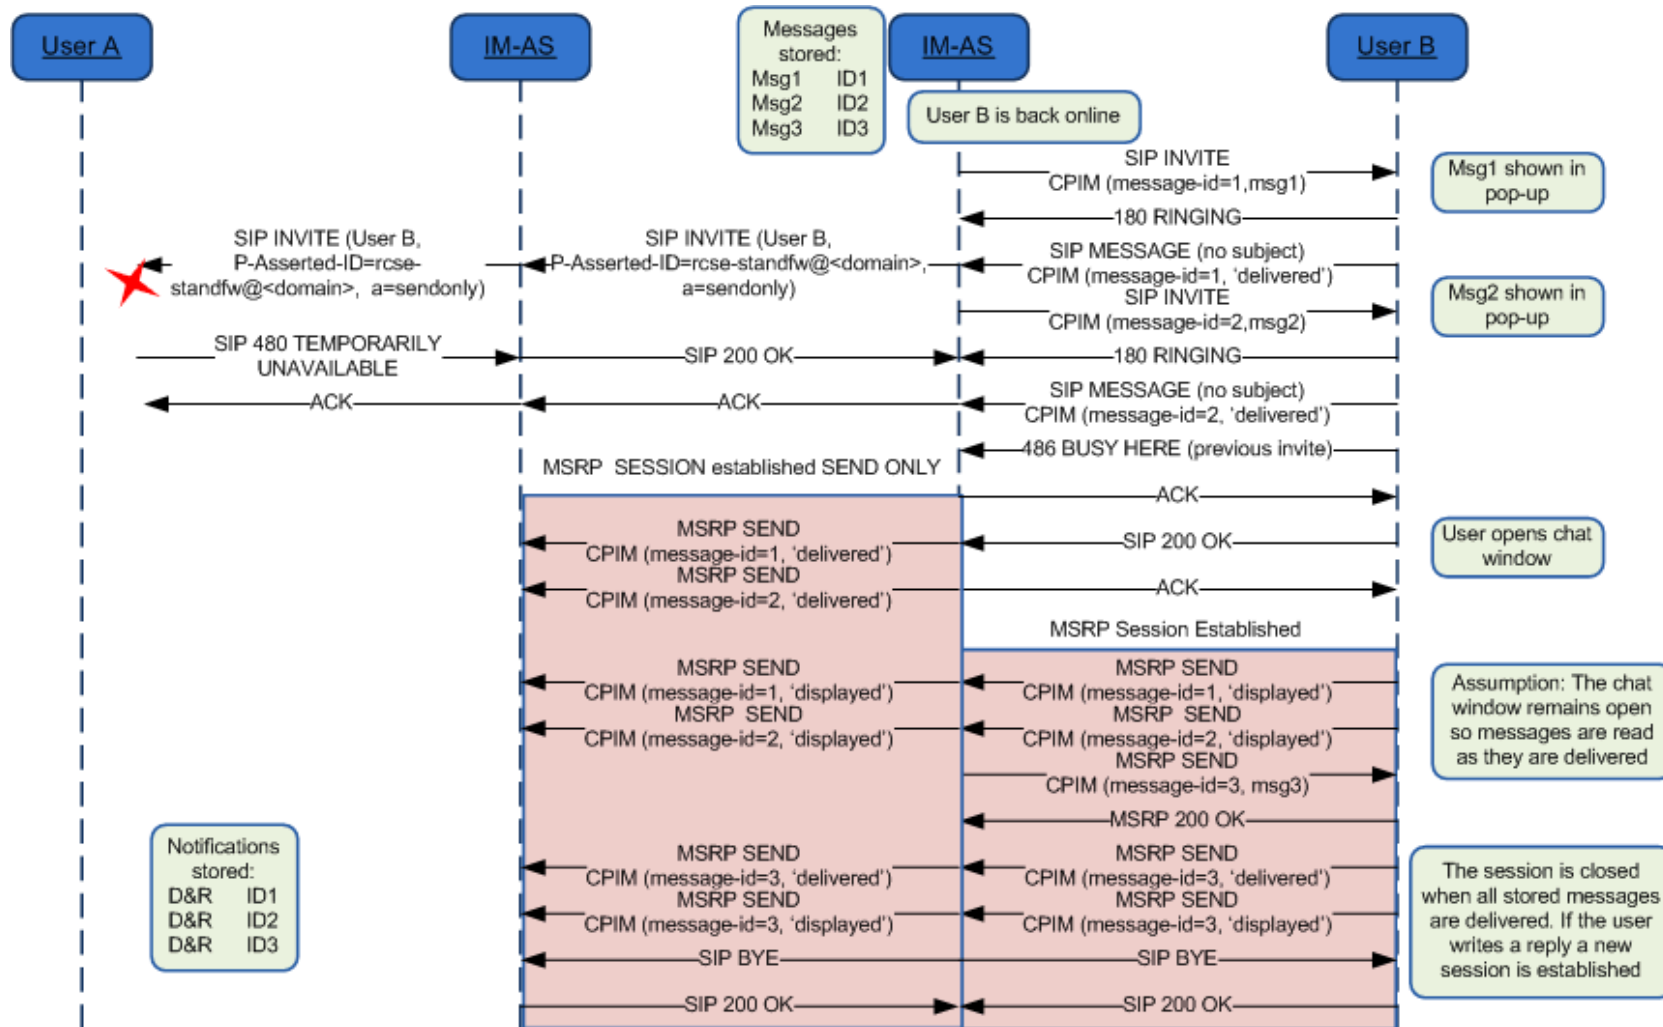 User A
IM-AS
Messages
stored:
Msg1 ID1
Msg2 ID2
Msg3 ID3
IM-AS
User B
User B is back online
SIP INVITE
CPIM (message-id=1,msg1)
Msg1 shown in
pop-up
180 RINGING
SIP INVITE (User B,
P-Asserted-ID=rcse-
standfw@<domain>, a=sendonly)
SIP INVITE (User B,
P-Asserted-ID=rcse-standfw@<domain>,
a=sendonly)
SIP MESSAGE (no subject)
CPIM (message-id=1, 'delivered')
SIP INVITE
CPIM (message-id=2,msg2)
Msg2 shown in
pop-up
SIP 480 TEMPORARILY
UNAVAILABLE
SIP 200 OK
180 RINGING
ACK
ACK
SIP MESSAGE (no subject)
CPIM (message-id=2, 'delivered')
486 BUSY HERE (previous invite)
MSRP SESSION established SEND ONLY
ACK
MSRP SEND
CPIM (message-id=1, 'delivered')
SIP 200 OK
User opens chat
window
MSRP SEND
CPIM (message-id=2, 'delivered')
ACK
MSRP Session Established
MSRP SEND
CPIM (message-id=1, 'displayed')
MSRP SEND
CPIM (message-id=1, 'displayed')
MSRP SEND
CPIM (message-id=2, 'displayed')
MSRP SEND
CPIM (message-id=2, 'displayed')
Assumption: The chat
window remains open
so messages are read
as they are delivered
MSRP SEND
CPIM (message-id=3, msg3)
MSRP 200 OK
Notifications
stored:
D&R ID1
D&R ID2
D&R ID3
MSRP SEND
CPIM (message-id=3, 'delivered')
MSRP SEND
CPIM (message-id=3, 'delivered')
MSRP SEND
CPIM (message-id=3, 'displayed')
MSRP SEND
CPIM (message-id=3, 'displayed')
The session is closed
when all stored messages
are delivered. If the user
writes a reply a new
session is established
SIP BYE
SIP BYE
SIP 200 OK
SIP 200 OK